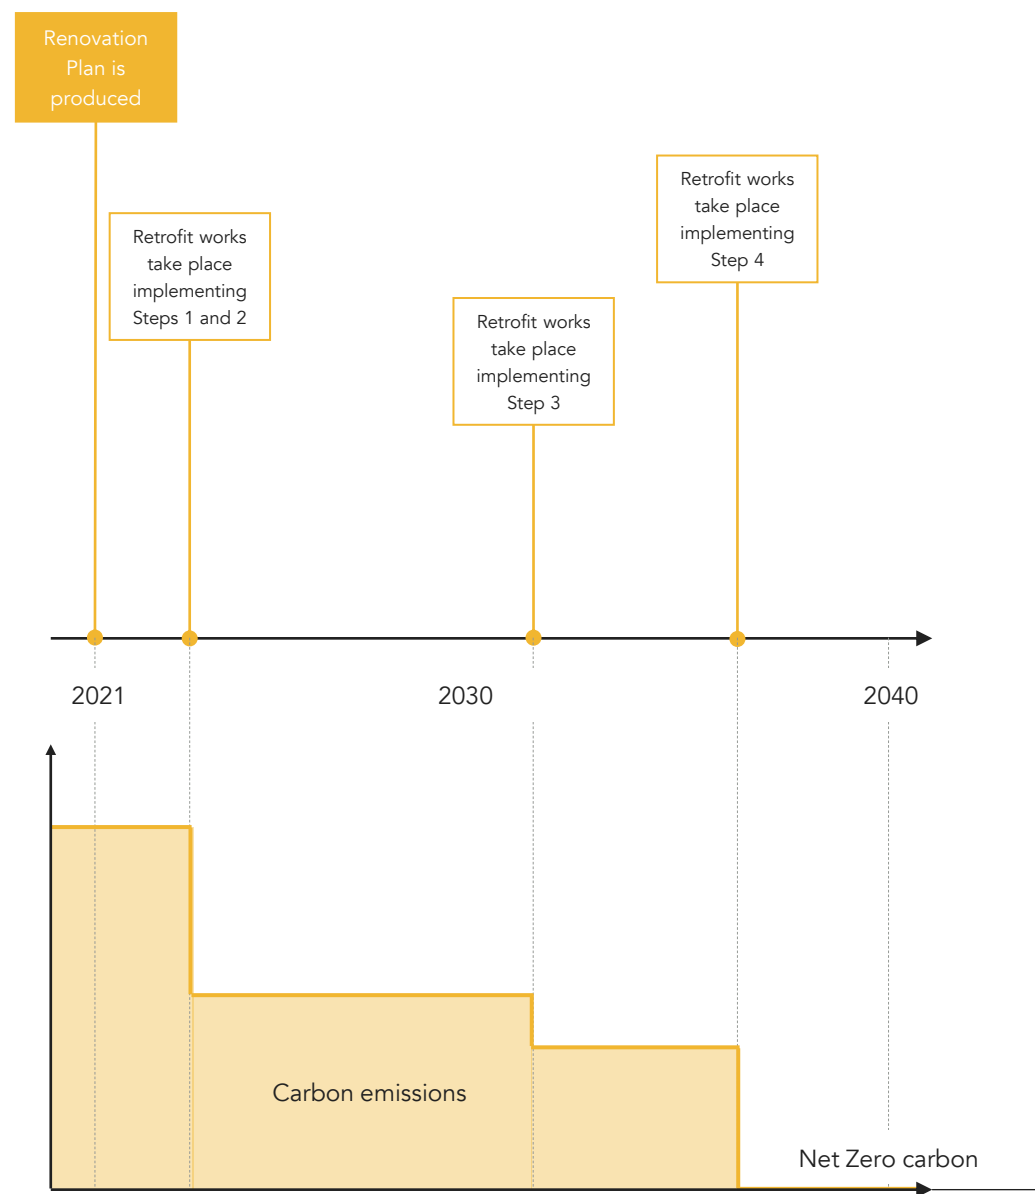 Renovation
Plan is
produced
Retrofit works
take place
implementing
Steps 1 and 2
Retrofit works
take place
implementing
Step 3
Retrofit works
take place
implementing
Step 4
2021
2030
2040
Carbon emissions
Net Zero carbon